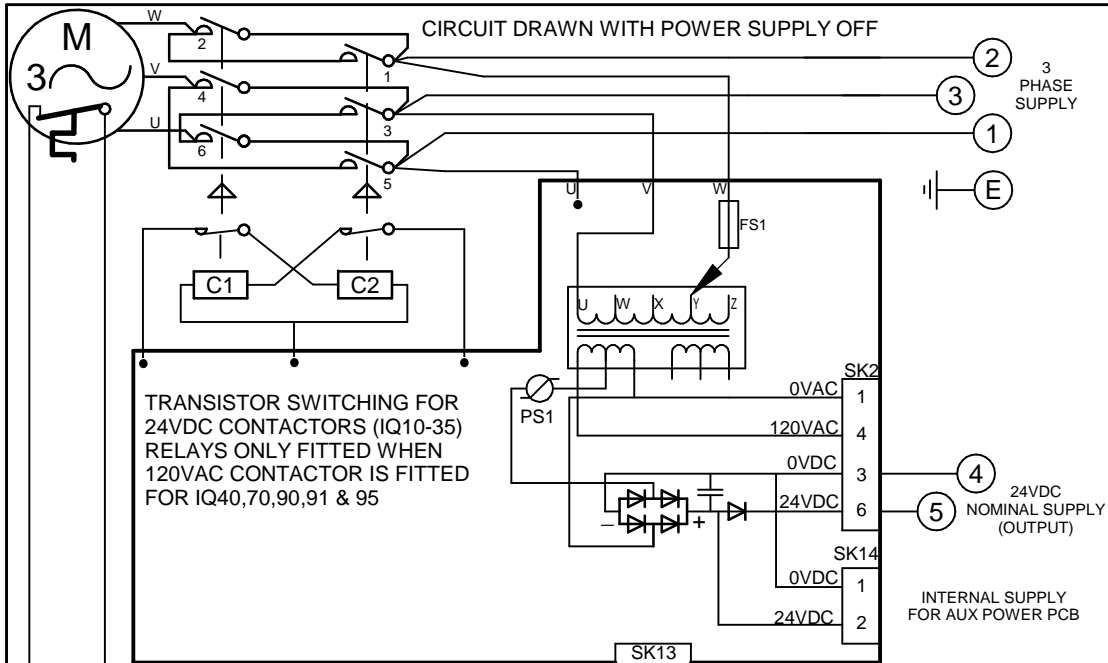 CIRCUIT DRAWN WITH POWER SUPPLY OFF
W
M
3
2
1
2
3 PHASE SUPPLY
V
4
3
3
U
6
5
1
U
V
W
E
FS1
C1
C2
U
W
X
Y
Z
TRANSISTOR SWITCHING FOR
24VDC CONTACTORS (IQ10-35)
RELAYS ONLY FITTED WHEN
120VAC CONTACTOR IS FITTED
FOR IQ40,70,90,91 & 95
PS1
SK2
0VAC 1
120VAC 4
0VDC 3
24VDC 6
4
5
24VDC
NOMINAL SUPPLY
(OUTPUT)
–
+
SK14
0VDC 1
24VDC 2
INTERNAL SUPPLY
FOR AUX POWER PCB
SK13